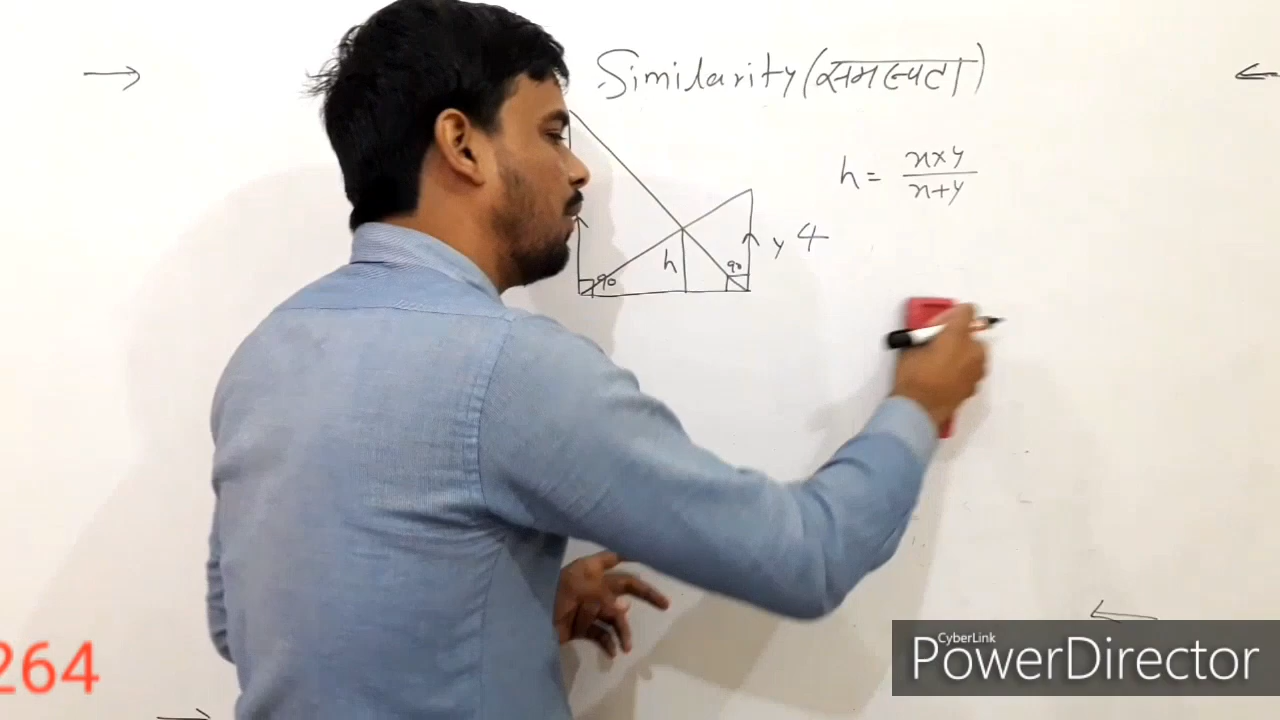 Similarity (समरूपता)
h = x×y
x+y
y 4
h
90
90
264
CyberLink
PowerDirector